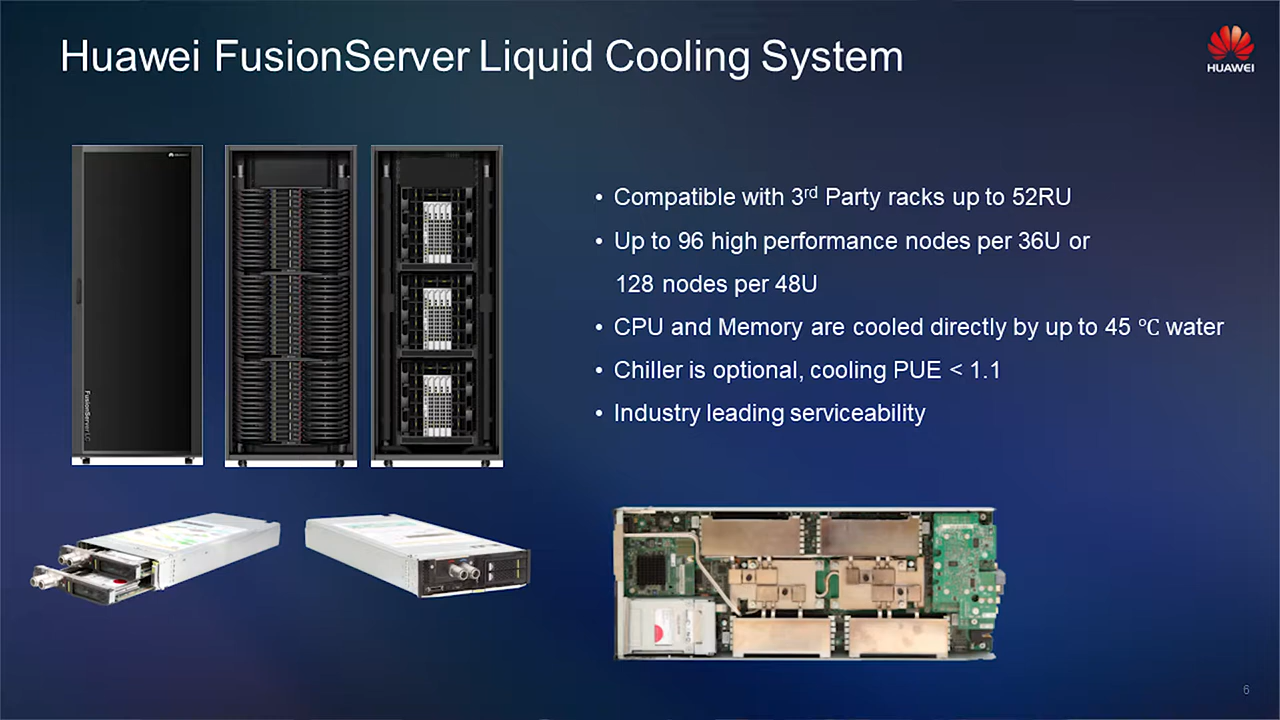 Huawei FusionServer Liquid Cooling System
HUAWEI
• Compatible with 3rd Party racks up to 52RU
• Up to 96 high performance nodes per 36U or
128 nodes per 48U
• CPU and Memory are cooled directly by up to 45 ℃ water
• Chiller is optional, cooling PUE < 1.1
• Industry leading serviceability
FusionServer LC
6